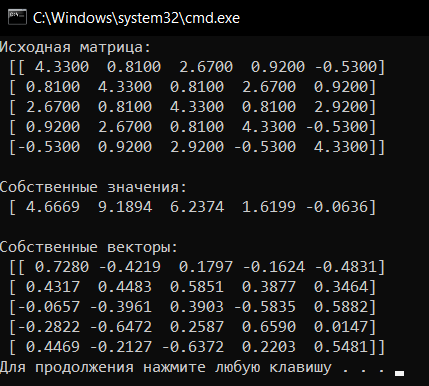 C:\Windows\system32\cmd.exe
Исходная матрица:
[[ 4.3300 0.8100 2.6700 0.9200 -0.5300]
[ 0.8100 4.3300 0.8100 2.6700 0.9200]
[ 2.6700 0.8100 4.3300 0.8100 2.9200]
[ 0.9200 2.6700 0.8100 4.3300 -0.5300]
[-0.5300 0.9200 2.9200 -0.5300 4.3300]]
Собственные значения:
[ 4.6669 9.1894 6.2374 1.6199 -0.0636]
Собственные векторы:
[[ 0.7280 -0.4219 0.1797 -0.1624 -0.4831]
[ 0.4317 0.4483 0.5851 0.3877 0.3464]
[-0.0657 -0.3961 0.3903 -0.5835 0.5882]
[-0.2822 -0.6472 0.2587 0.6590 0.0147]
[ 0.4469 -0.2127 -0.6372 0.2203 0.5481]]
Для продолжения нажмите любую клавишу . . .